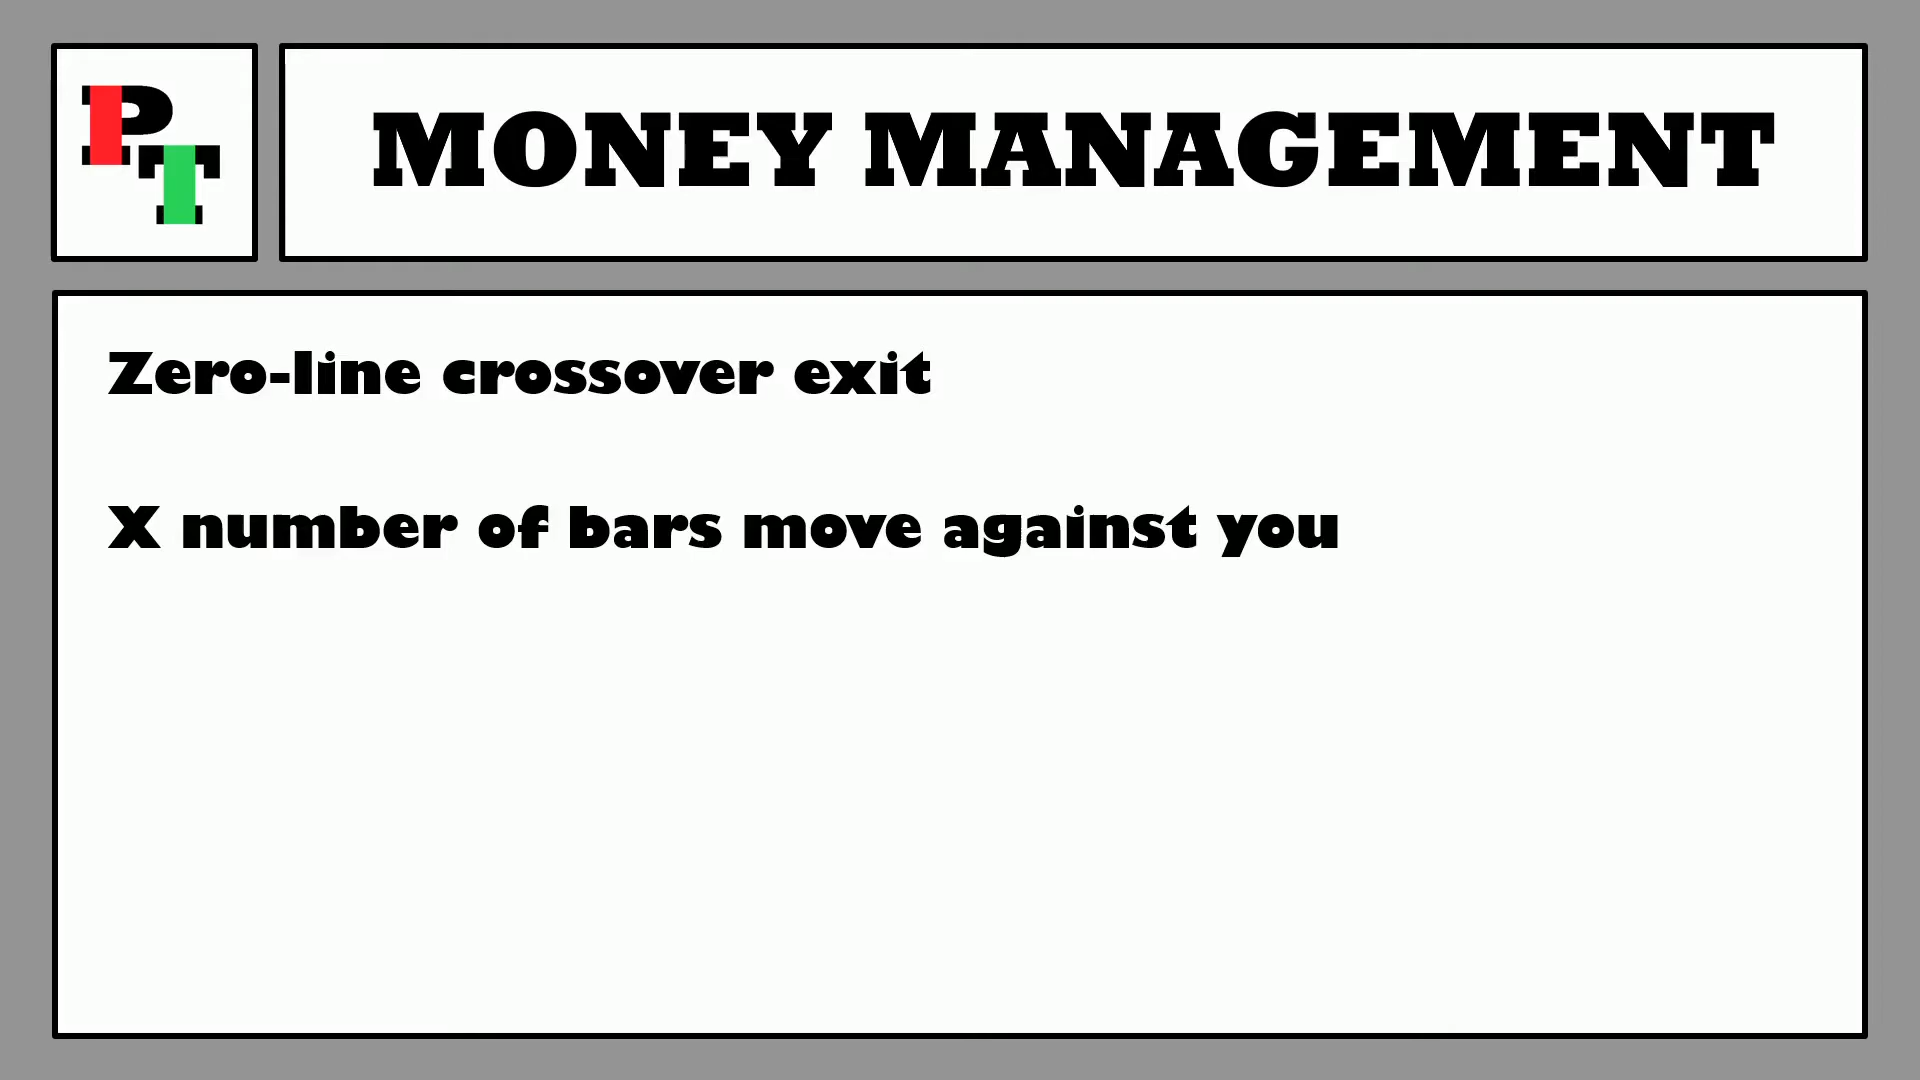 PT
MONEY MANAGEMENT
Zero-line crossover exit
X number of bars move against you